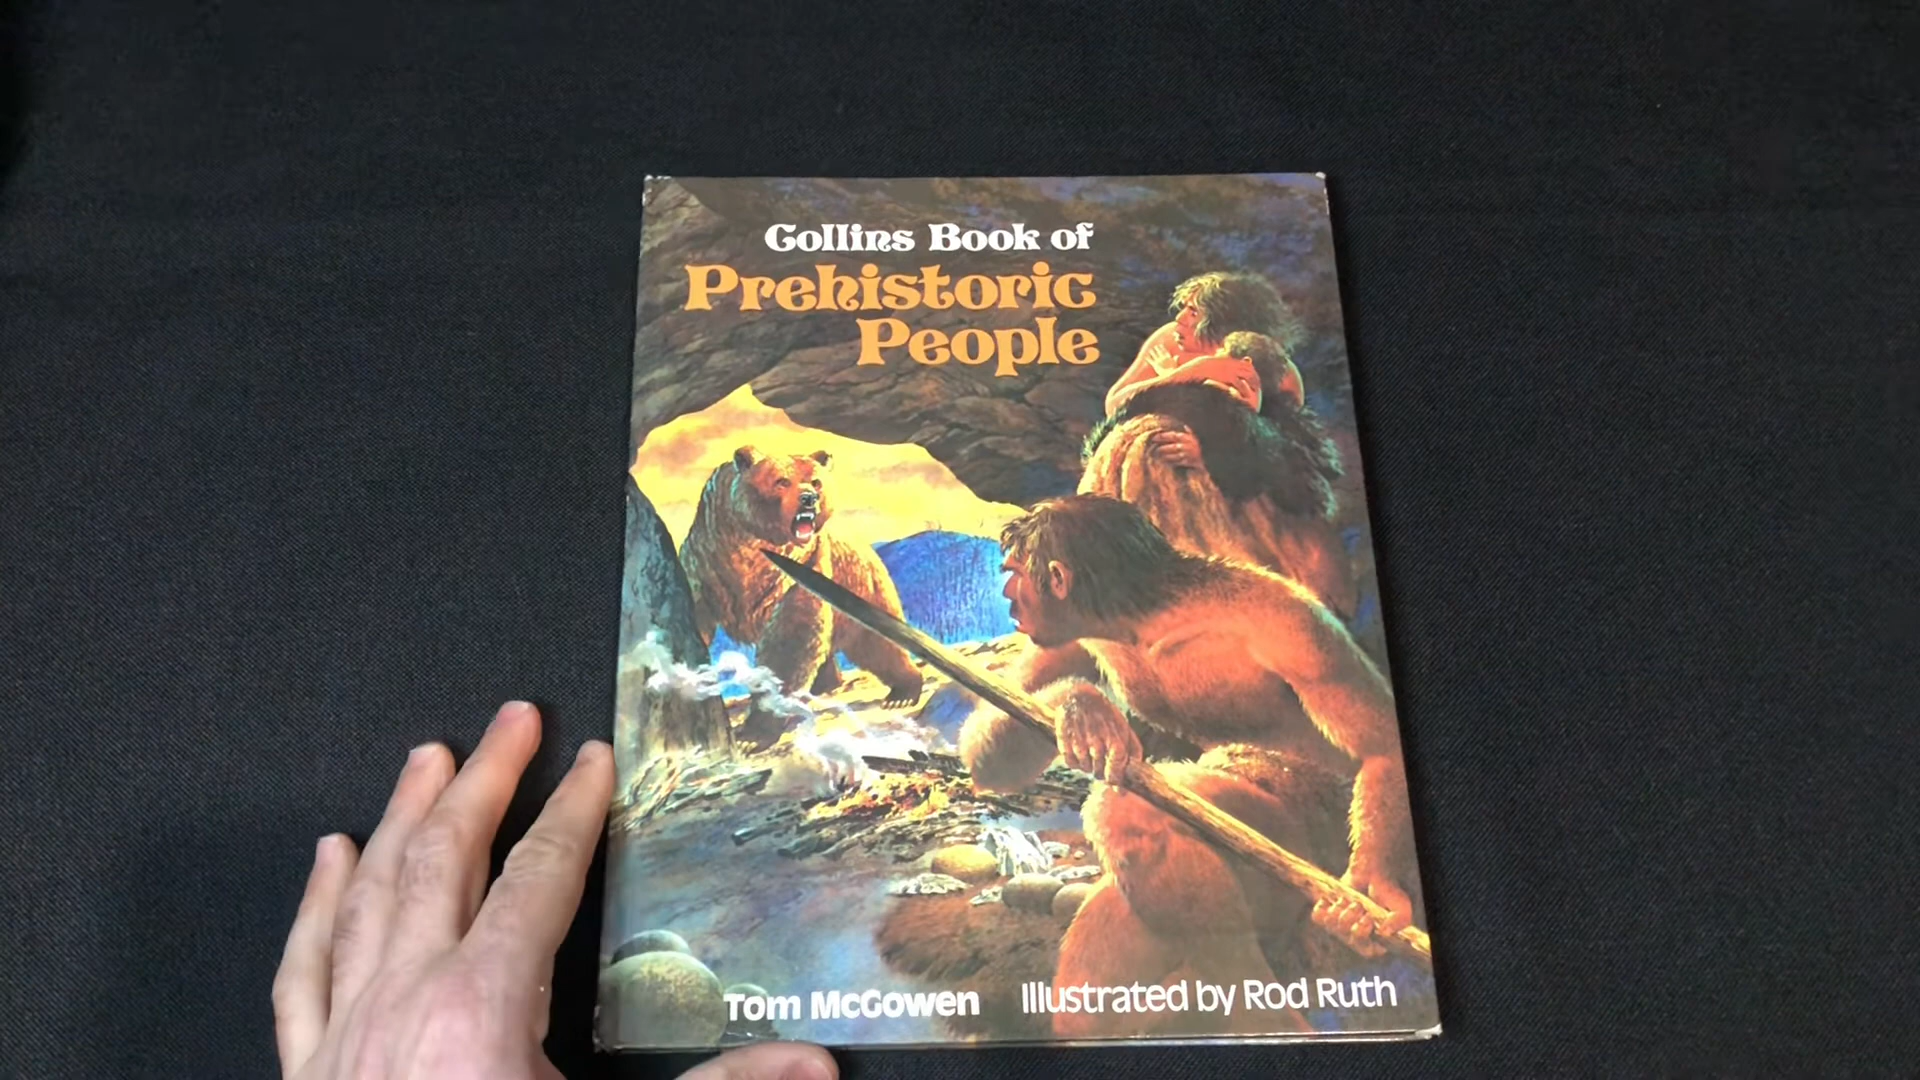 Collins Book of
Prehistoric
People
Tom McGowen
Illustrated by Rod Ruth